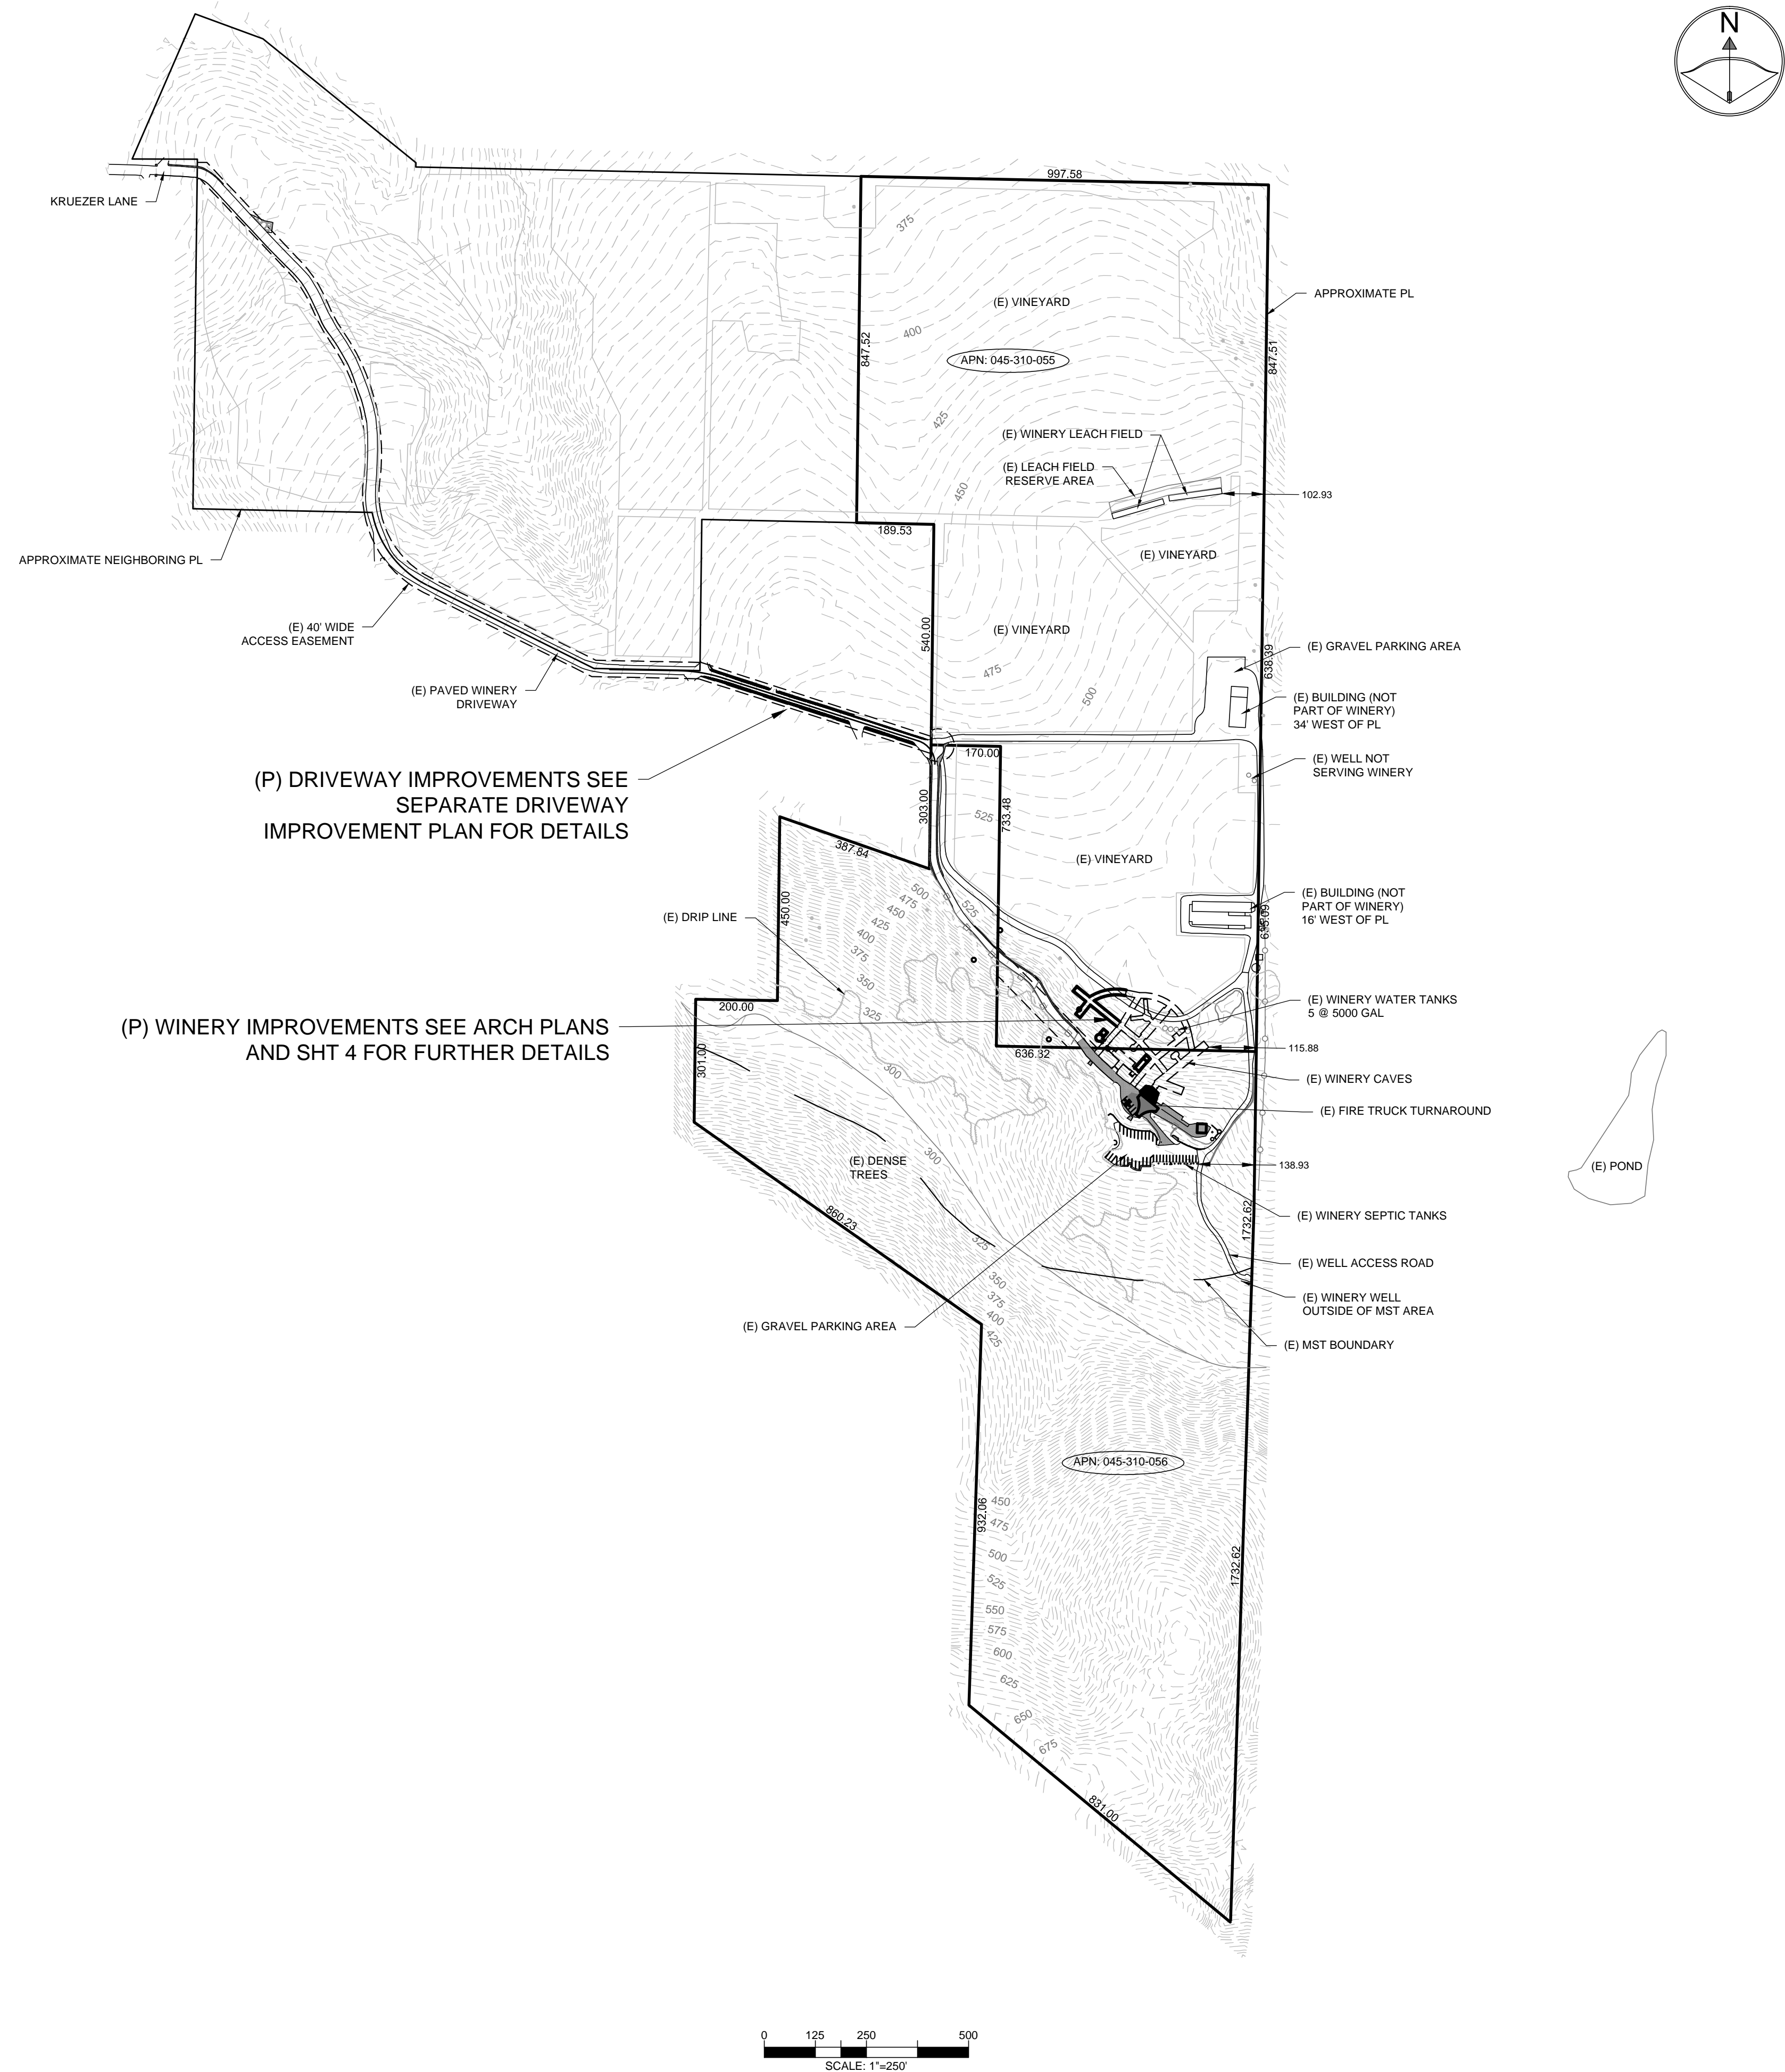 N
KRUEZER LANE
997.58
375
APPROXIMATE PL
(E) VINEYARD
400
847.52
847.51
APN: 045-310-055
425
(E) WINERY LEACH FIELD
(E) LEACH FIELD
RESERVE AREA
450
102.93
189.53
APPROXIMATE NEIGHBORING PL
(E) VINEYARD
(E) 40' WIDE
ACCESS EASEMENT
540.00
(E) VINEYARD
(E) GRAVEL PARKING AREA
638.39
475
500
(E) PAVED WINERY
DRIVEWAY
(E) BUILDING (NOT
PART OF WINERY)
34' WEST OF PL
170.00
(E) WELL NOT
SERVING WINERY
(P) DRIVEWAY IMPROVEMENTS SEE
SEPARATE DRIVEWAY
IMPROVEMENT PLAN FOR DETAILS
303.00
733.48
525
387.84
(E) VINEYARD
500
475
450
425
400
375
350
325
525
450.00
(E) DRIP LINE
(E) BUILDING (NOT
PART OF WINERY)
16' WEST OF PL
635.09
200.00
(E) WINERY WATER TANKS
5 @ 5000 GAL
(P) WINERY IMPROVEMENTS SEE ARCH PLANS
AND SHT 4 FOR FURTHER DETAILS
636.32
115.88
301.00
300
(E) WINERY CAVES
(E) FIRE TRUCK TURNAROUND
300
(E) DENSE
TREES
138.93
(E) POND
860.23
1732.62
(E) WINERY SEPTIC TANKS
325
(E) WELL ACCESS ROAD
350
375
400
425
(E) WINERY WELL
OUTSIDE OF MST AREA
(E) GRAVEL PARKING AREA
(E) MST BOUNDARY
APN: 045-310-056
450
932.06
475
500
525
1732.62
550
575
600
625
650
675
831.00
0 125 250 500
SCALE: 1"=250'